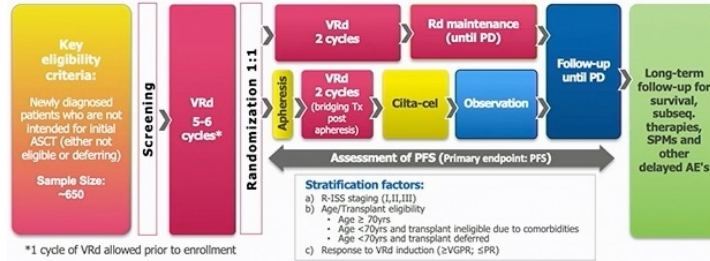 Key
eligibility
criteria:
Newly diagnosed
patients who are not
intended for initial
ASCT (either not
eligible or deferring)
Sample Size:
~650
Screening
VRd
5-6
cycles*
Randomization 1:1
VRd
2 cycles
Rd maintenance
(until PD)
Apheresis
VRd
2 cycles
(bridging Tx
post
apheresis)
Cilta-cel
Observation
Follow-up
until PD
Long-term
follow-up for
survival,
subseq.
therapies,
SPMs and
other
delayed AE's
Assessment of PFS (Primary endpoint: PFS)
Stratification factors:
a) R-ISS staging (I,II,III)
b) Age/Transplant eligibility
• Age ≥ 70yrs
• Age <70yrs and transplant ineligible due to comorbidities
• Age <70yrs and transplant deferred
c) Response to VRd induction (≥VGPR; ≤PR)
*1 cycle of VRd allowed prior to enrollment